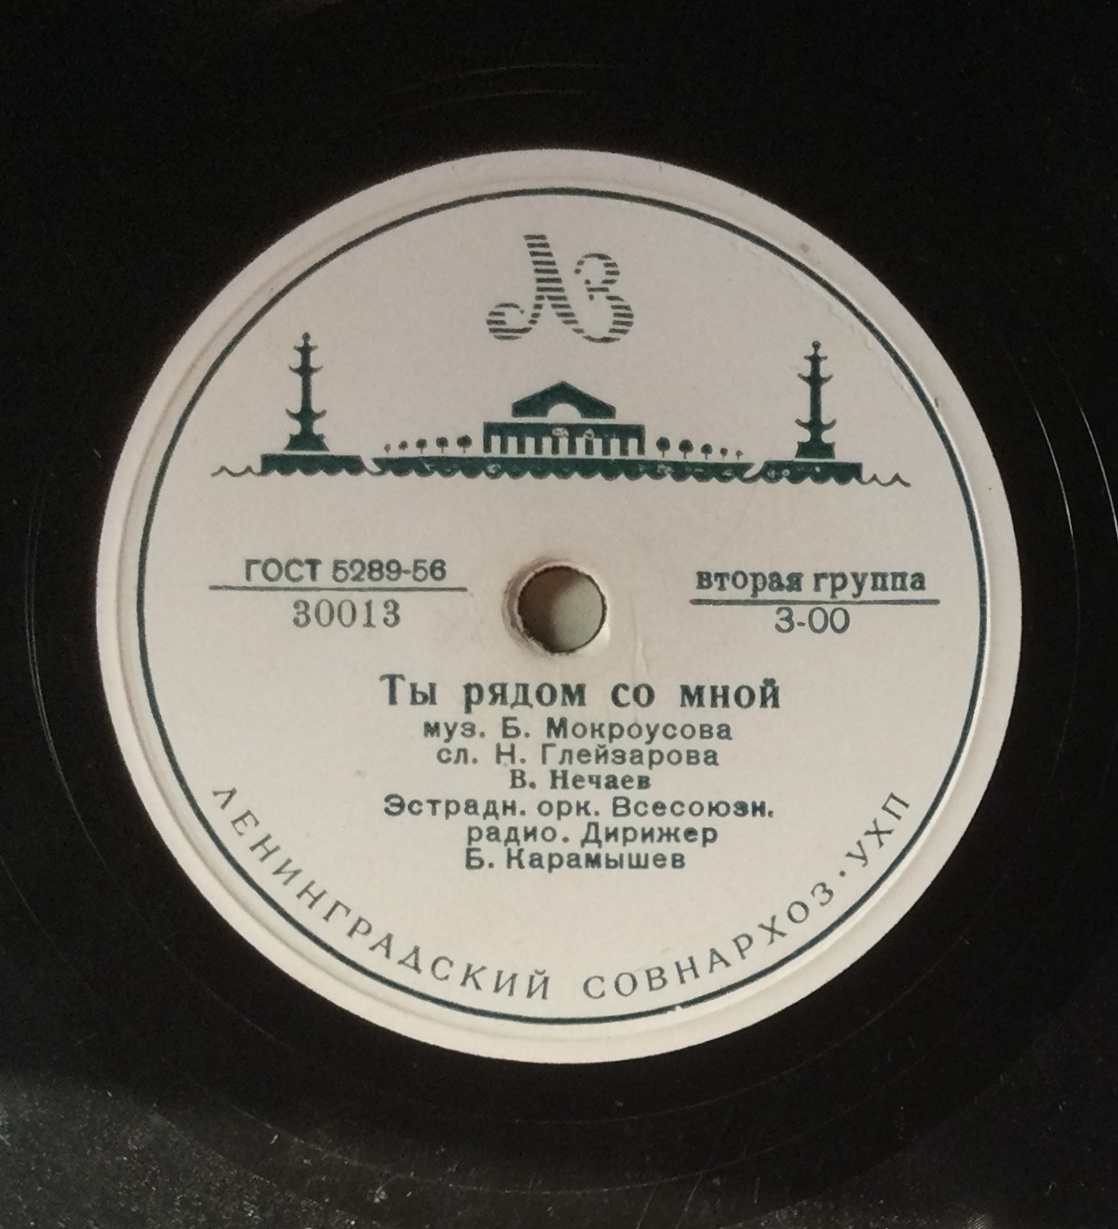 ЛЗ
ГОСТ 5289-56
30013
вторая группа
3-00
Ты рядом со мной
муз. Б. Мокроусова
сл. Н. Глейзарова
В. Нечаев
Эстрадн. орк. Всесоюзн.
радио. Дирижер
Б. Карамышев
ЛЕНИНГРАДСКИЙ СОВНАРХОЗ · УХП